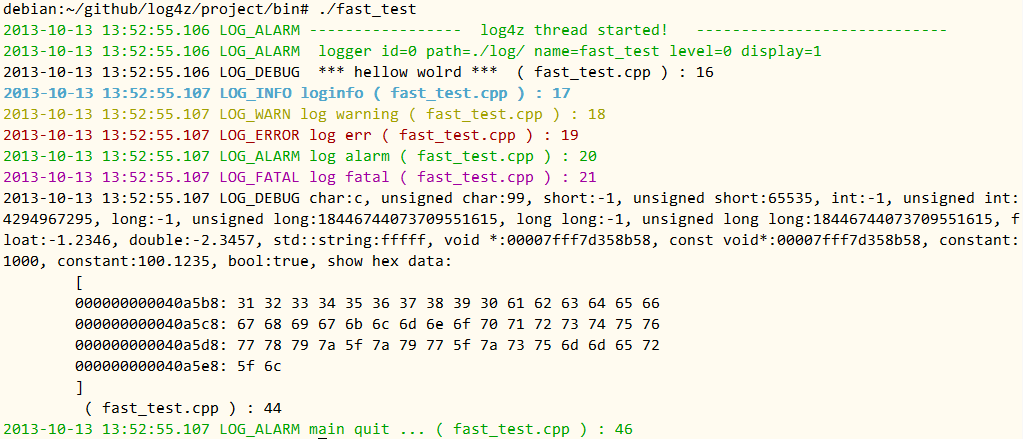 debian:~/github/log4z/project/bin# ./fast_test
2013-10-13 13:52:55.106 LOG_ALARM -----------------  log4z thread started!   ----------------------------
2013-10-13 13:52:55.106 LOG_ALARM  logger id=0 path=./log/ name=fast_test level=0 display=1
2013-10-13 13:52:55.106 LOG_DEBUG  *** hellow wolrd ***  ( fast_test.cpp ) : 16
2013-10-13 13:52:55.107 LOG_INFO loginfo ( fast_test.cpp ) : 17
2013-10-13 13:52:55.107 LOG_WARN log warning ( fast_test.cpp ) : 18
2013-10-13 13:52:55.107 LOG_ERROR log err ( fast_test.cpp ) : 19
2013-10-13 13:52:55.107 LOG_ALARM log alarm ( fast_test.cpp ) : 20
2013-10-13 13:52:55.107 LOG_FATAL log fatal ( fast_test.cpp ) : 21
2013-10-13 13:52:55.107 LOG_DEBUG char:c, unsigned char:99, short:-1, unsigned short:65535, int:-1, unsigned int:
4294967295, long:-1, unsigned long:18446744073709551615, long long:-1, unsigned long long:18446744073709551615, f
loat:-1.2346, double:-2.3457, std::string:fffff, void *:00007fff7d358b58, const void*:00007fff7d358b58, constant:
1000, constant:100.1235, bool:true, show hex data:
[
000000000040a5b8: 31 32 33 34 35 36 37 38 39 30 61 62 63 64 65 66
000000000040a5c8: 67 68 69 67 6b 6c 6d 6e 6f 70 71 72 73 74 75 76
000000000040a5d8: 77 78 79 7a 5f 7a 79 77 5f 7a 73 75 6d 6d 65 72
000000000040a5e8: 5f 6c
]
( fast_test.cpp ) : 44
2013-10-13 13:52:55.107 LOG_ALARM main quit ... ( fast_test.cpp ) : 46